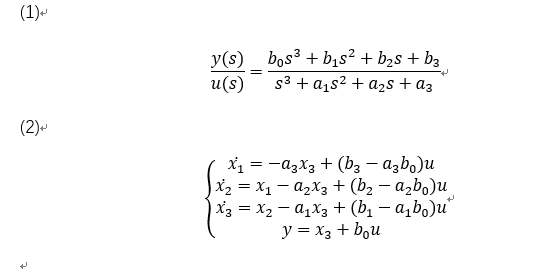 (1)
y(s)/u(s) = (b₀s³ + b₁s² + b₂s + b₃)/(s³ + a₁s² + a₂s + a₃)
(2)
ẋ₁ = −a₃x₃ + (b₃ − a₃b₀)u
ẋ₂ = x₁ − a₂x₃ + (b₂ − a₂b₀)u
ẋ₃ = x₂ − a₁x₃ + (b₁ − a₁b₀)u
y = x₃ + b₀u